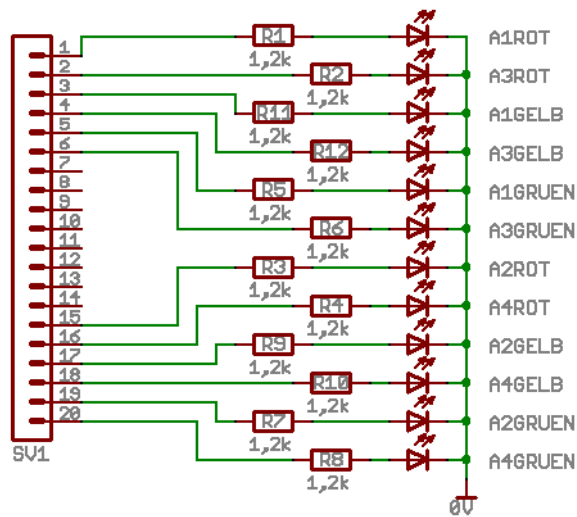 1
R1
1,2k
A1ROT
2
R2
1,2k
A3ROT
3
R11
1,2k
A1GELB
4
R12
1,2k
A3GELB
5
R5
1,2k
A1GRUEN
6
R6
1,2k
A3GRUEN
7
8
9
10
11
12
R3
1,2k
A2ROT
13
14
R4
1,2k
A4ROT
15
16
R9
1,2k
A2GELB
17
18
R10
1,2k
A4GELB
19
R7
1,2k
A2GRUEN
20
R8
1,2k
A4GRUEN
SV1
0V